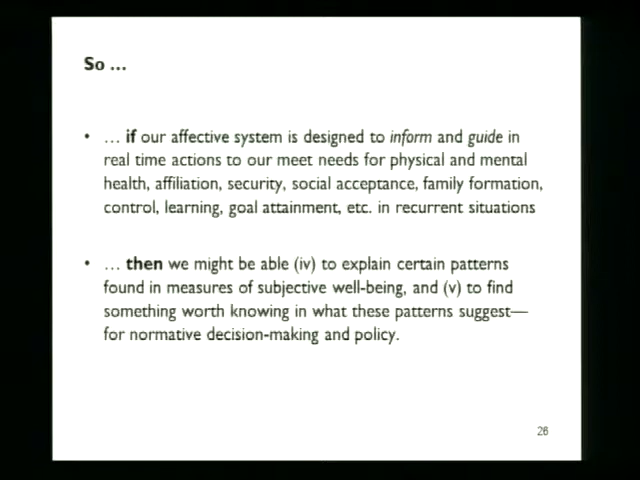 So ...
• ... if our affective system is designed to inform and guide in
real time actions to our meet needs for physical and mental
health, affiliation, security, social acceptance, family formation,
control, learning, goal attainment, etc. in recurrent situations
• ... then we might be able (iv) to explain certain patterns
found in measures of subjective well-being, and (v) to find
something worth knowing in what these patterns suggest—
for normative decision-making and policy.
26